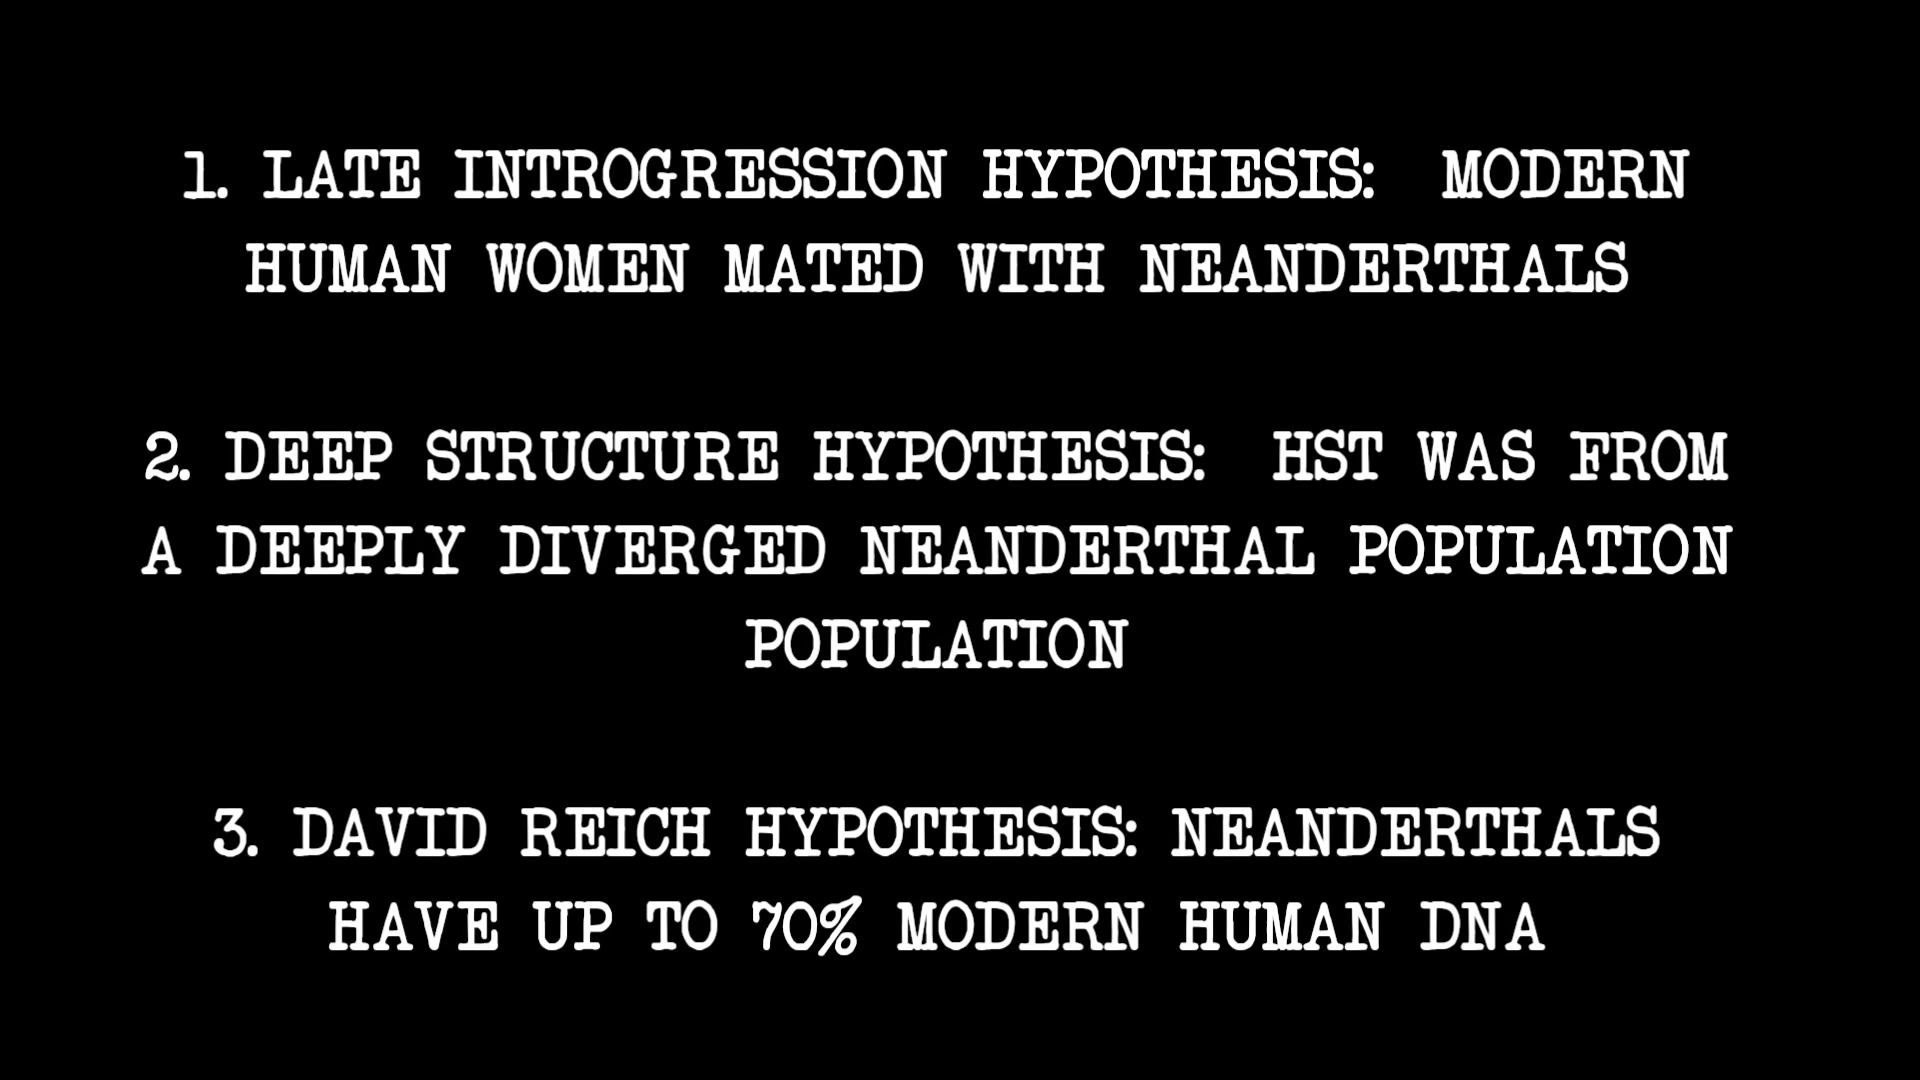 1. LATE INTROGRESSION HYPOTHESIS: MODERN
HUMAN WOMEN MATED WITH NEANDERTHALS
2. DEEP STRUCTURE HYPOTHESIS: HST WAS FROM
A DEEPLY DIVERGED NEANDERTHAL POPULATION
POPULATION
3. DAVID REICH HYPOTHESIS: NEANDERTHALS
HAVE UP TO 70% MODERN HUMAN DNA